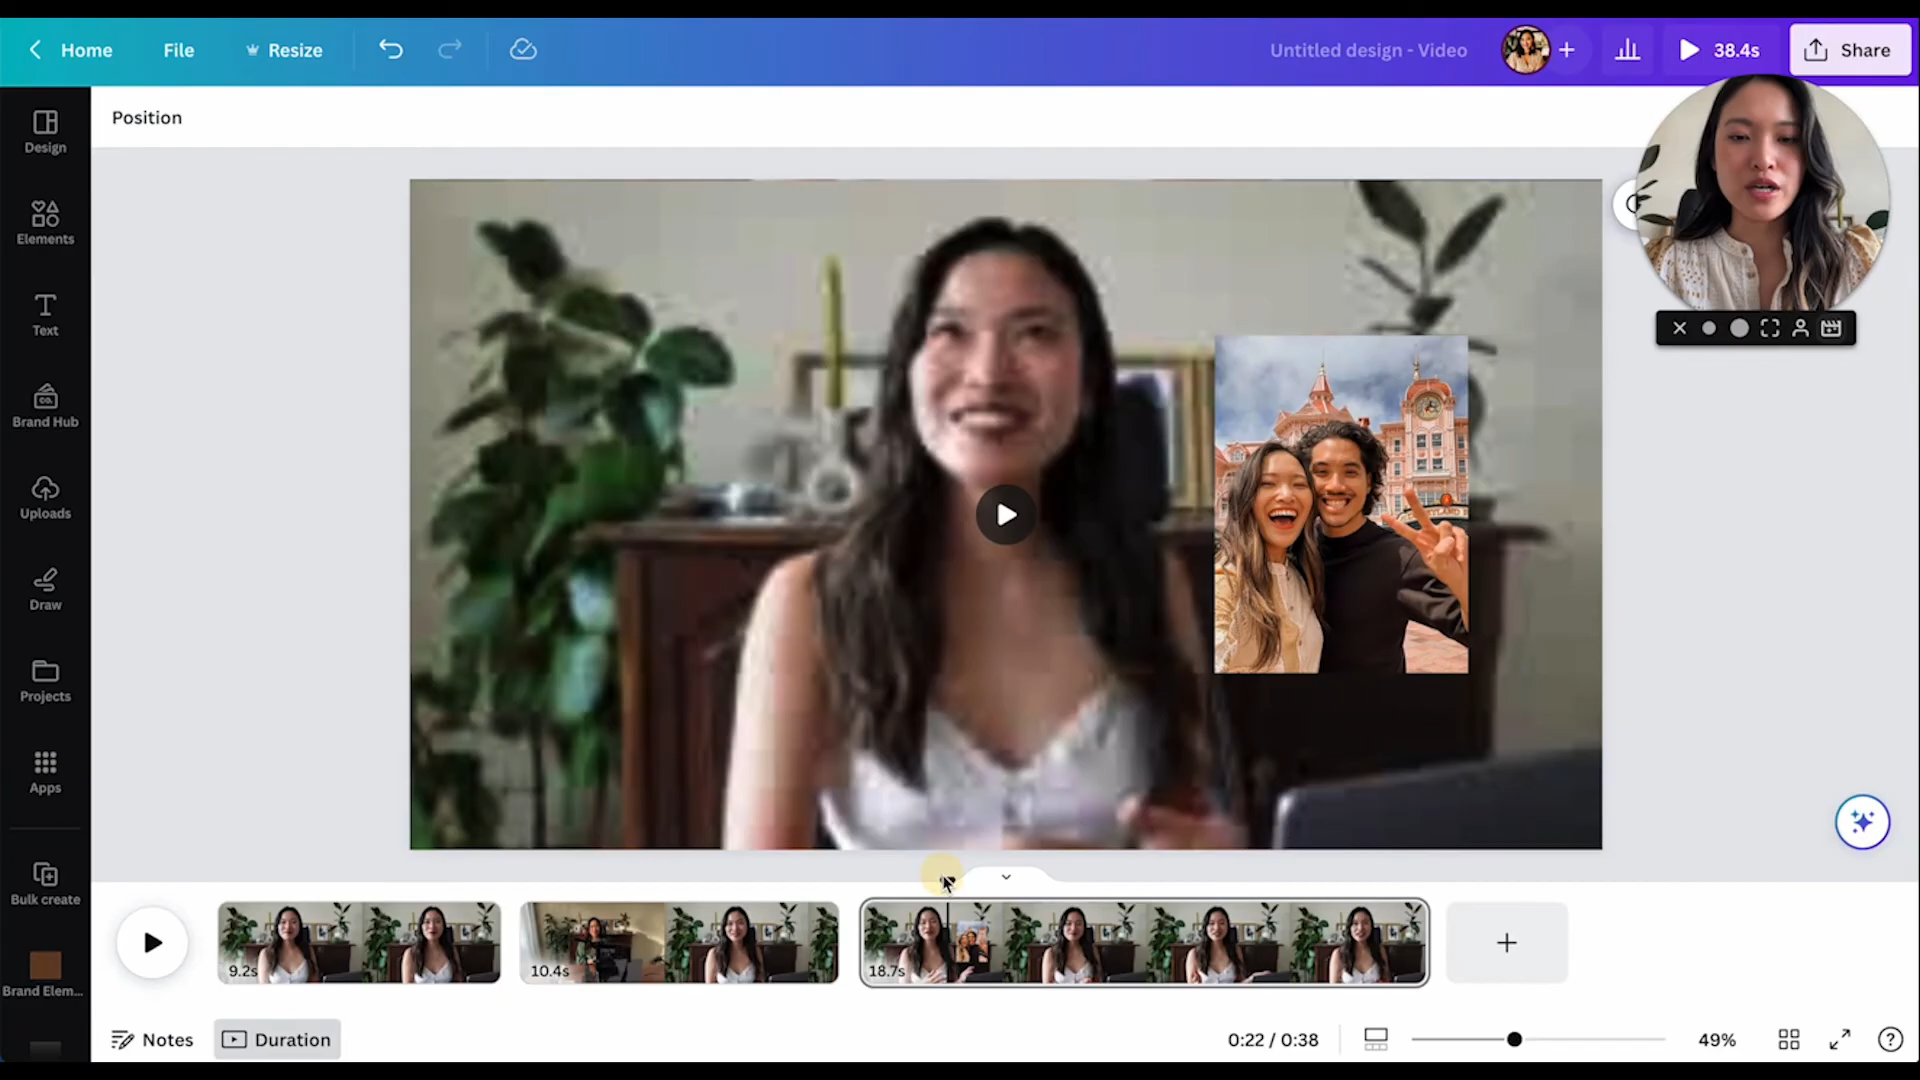 Home
File
Resize
Untitled design - Video
38.4s
Share
Position
Design
Elements
Text
Brand Hub
CO.
Uploads
Draw
Projects
Apps
Bulk create
Brand Elem...
9.2s
10.4s
18.7s
Notes
Duration
0:22 / 0:38
49%